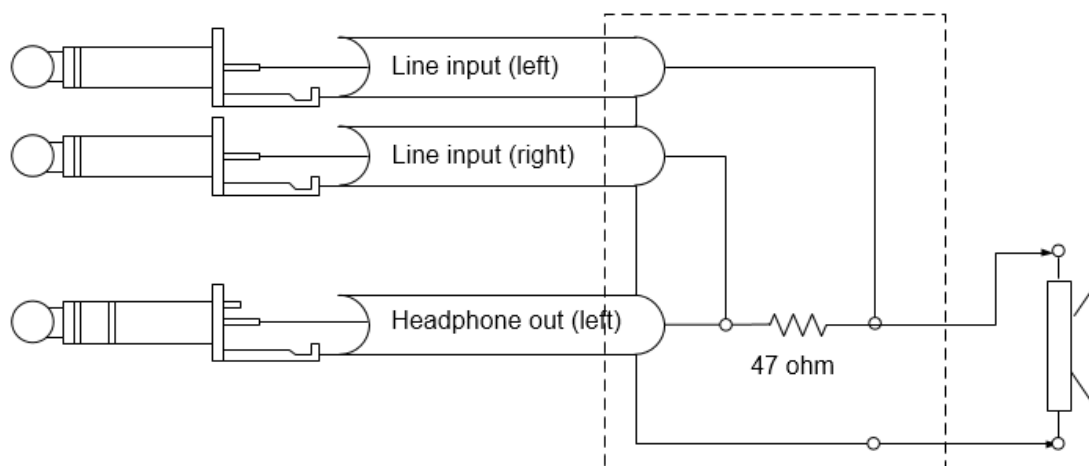 Line input (left)
Line input (right)
Headphone out (left)
47 ohm